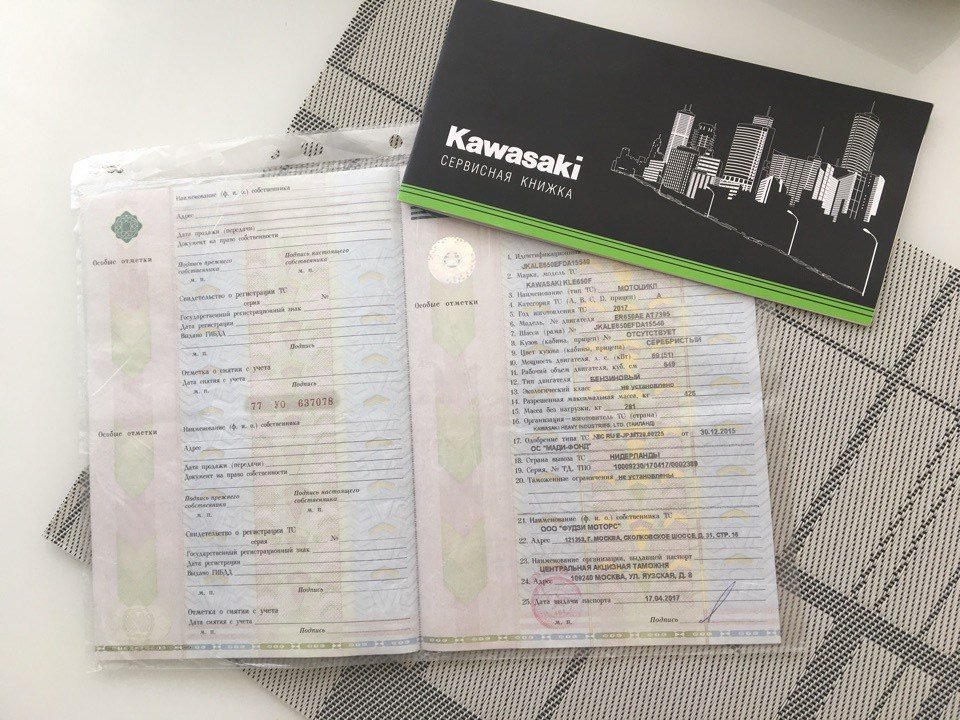 Kawasaki
СЕРВИСНАЯ КНИЖКА
Наименование (ф. и. о.) собственника
Адрес
Дата продажи (передачи)
Документ на право собственности
Особые отметки
Подпись прежнего собственника
Подпись настоящего собственника
м. п.
м. п.
Свидетельство о регистрации ТС
серия №
Государственный регистрационный знак
Дата регистрации
Выдано ГИБДД
м. п.
Подпись
Отметка о снятии с учета
Дата снятия с учета
м. п.
Подпись
77 УО 637078
Наименование (ф. и. о.) собственника
Особые отметки
Адрес
Дата продажи (передачи)
Документ на право собственности
Подпись прежнего собственника
Подпись настоящего собственника
м. п.
м. п.
Свидетельство о регистрации ТС
серия №
Государственный регистрационный знак
Дата регистрации
Выдано ГИБДД
м. п.
Подпись
Отметка о снятии с учета
Дата снятия с учета
м. п.
Подпись
Особые отметки
1. Идентификационный
JKALE650EFDA15540
2. Марка, модель ТС
KAWASAKI KLE650F
3. Наименование (тип ТС) МОТОЦИКЛ
4. Категория ТС (А, В, С, D, прицеп) А
5. Год изготовления ТС 2017
6. Модель, № двигателя ER650AE AT7395
7. Шасси (рама) № JKALE650EFDA15540
8. Кузов (кабина, прицеп) № ОТСУТСТВУЕТ
9. Цвет кузова (кабины, прицепа) СЕРЕБРИСТЫЙ
10. Мощность двигателя, л. с. (кВт) 69 (51)
11. Рабочий объем двигателя, куб. см 649
12. Тип двигателя БЕНЗИНОВЫЙ
13. Экологический класс не установлено
14. Разрешенная максимальная масса, кг 425
15. Масса без нагрузки, кг 281
16. Организация-изготовитель ТС (страна)
KAWASAKI HEAVY INDUSTRIES, LTD. (ТАИЛАНД)
17. Одобрение типа ТС № от 30.12.2015
ОС "МАДИ-ФОНД"
18. Страна вывоза ТС НИДЕРЛАНДЫ
19. Серия, № ТД, ТПО 10009230/170417/0002389
20. Таможенные ограничения не установлены
21. Наименование (ф. и. о.) собственника ТС
ООО "ФУДЗИ МОТОРС"
22. Адрес 121353, Г. МОСКВА, СКОЛКОВСКОЕ ШОССЕ, Д. 31, СТР. 16
23. Наименование организации, выдавшей паспорт
ЦЕНТРАЛЬНАЯ АКЦИЗНАЯ ТАМОЖНЯ
24. Адрес 109240 МОСКВА, УЛ. ЯУЗСКАЯ, Д. 8
25. Дата выдачи паспорта 17.04.2017
м. п.
Подпись